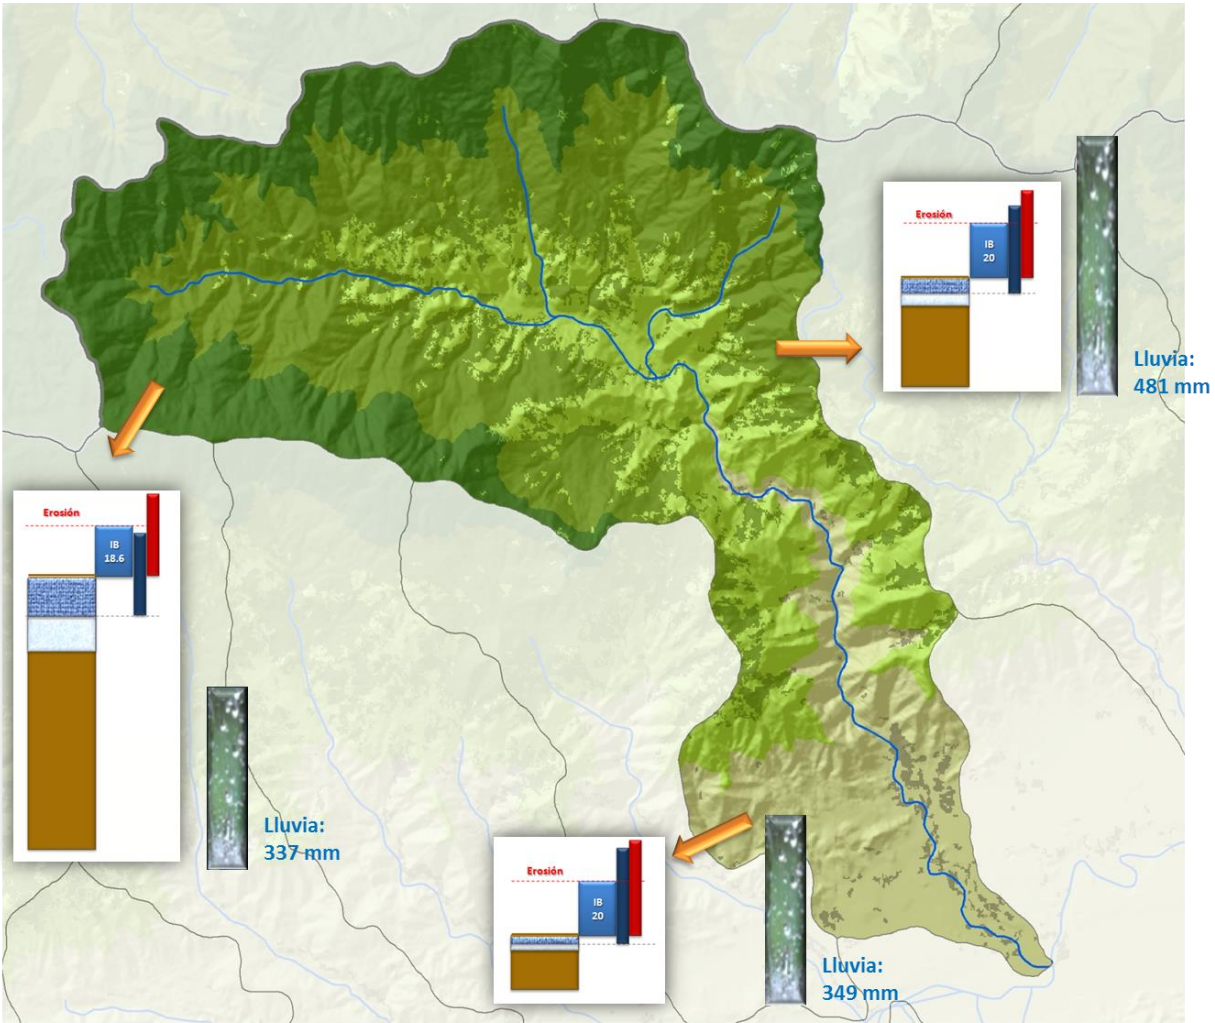 Erosión
IB
20
Lluvia:
481 mm
Erosión
IB
18.6
Lluvia:
337 mm
Erosión
IB
20
Lluvia:
349 mm